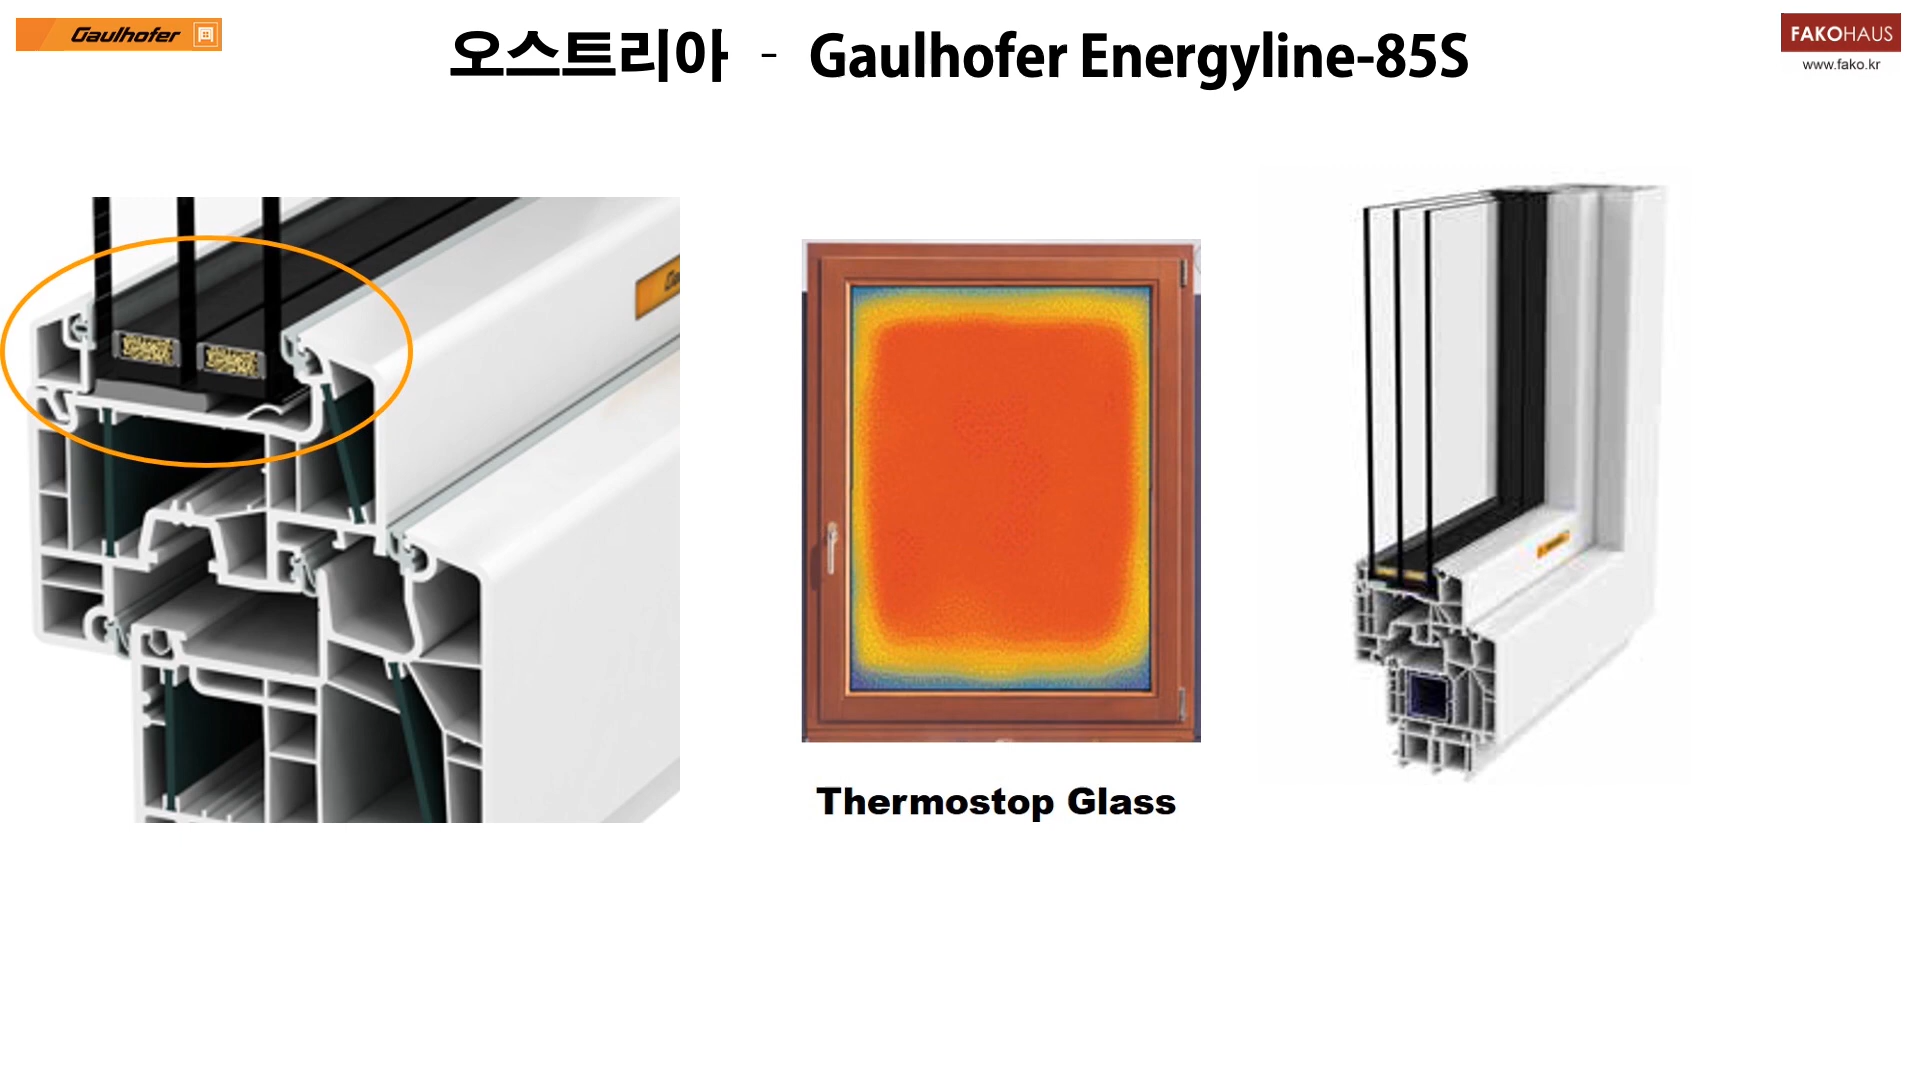 Gaulhofer
오스트리아 - Gaulhofer Energyline-85S
FAKOHAUS
www.fako.kr
Thermostop Glass